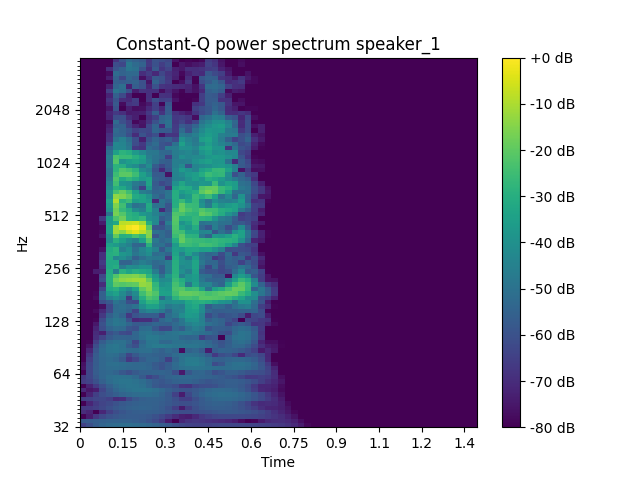 Constant-Q power spectrum speaker_1
Hz
2048
1024
512
256
128
64
32
0 0.15 0.3 0.45 0.6 0.75 0.9 1.1 1.2 1.4
Time
+0 dB
-10 dB
-20 dB
-30 dB
-40 dB
-50 dB
-60 dB
-70 dB
-80 dB